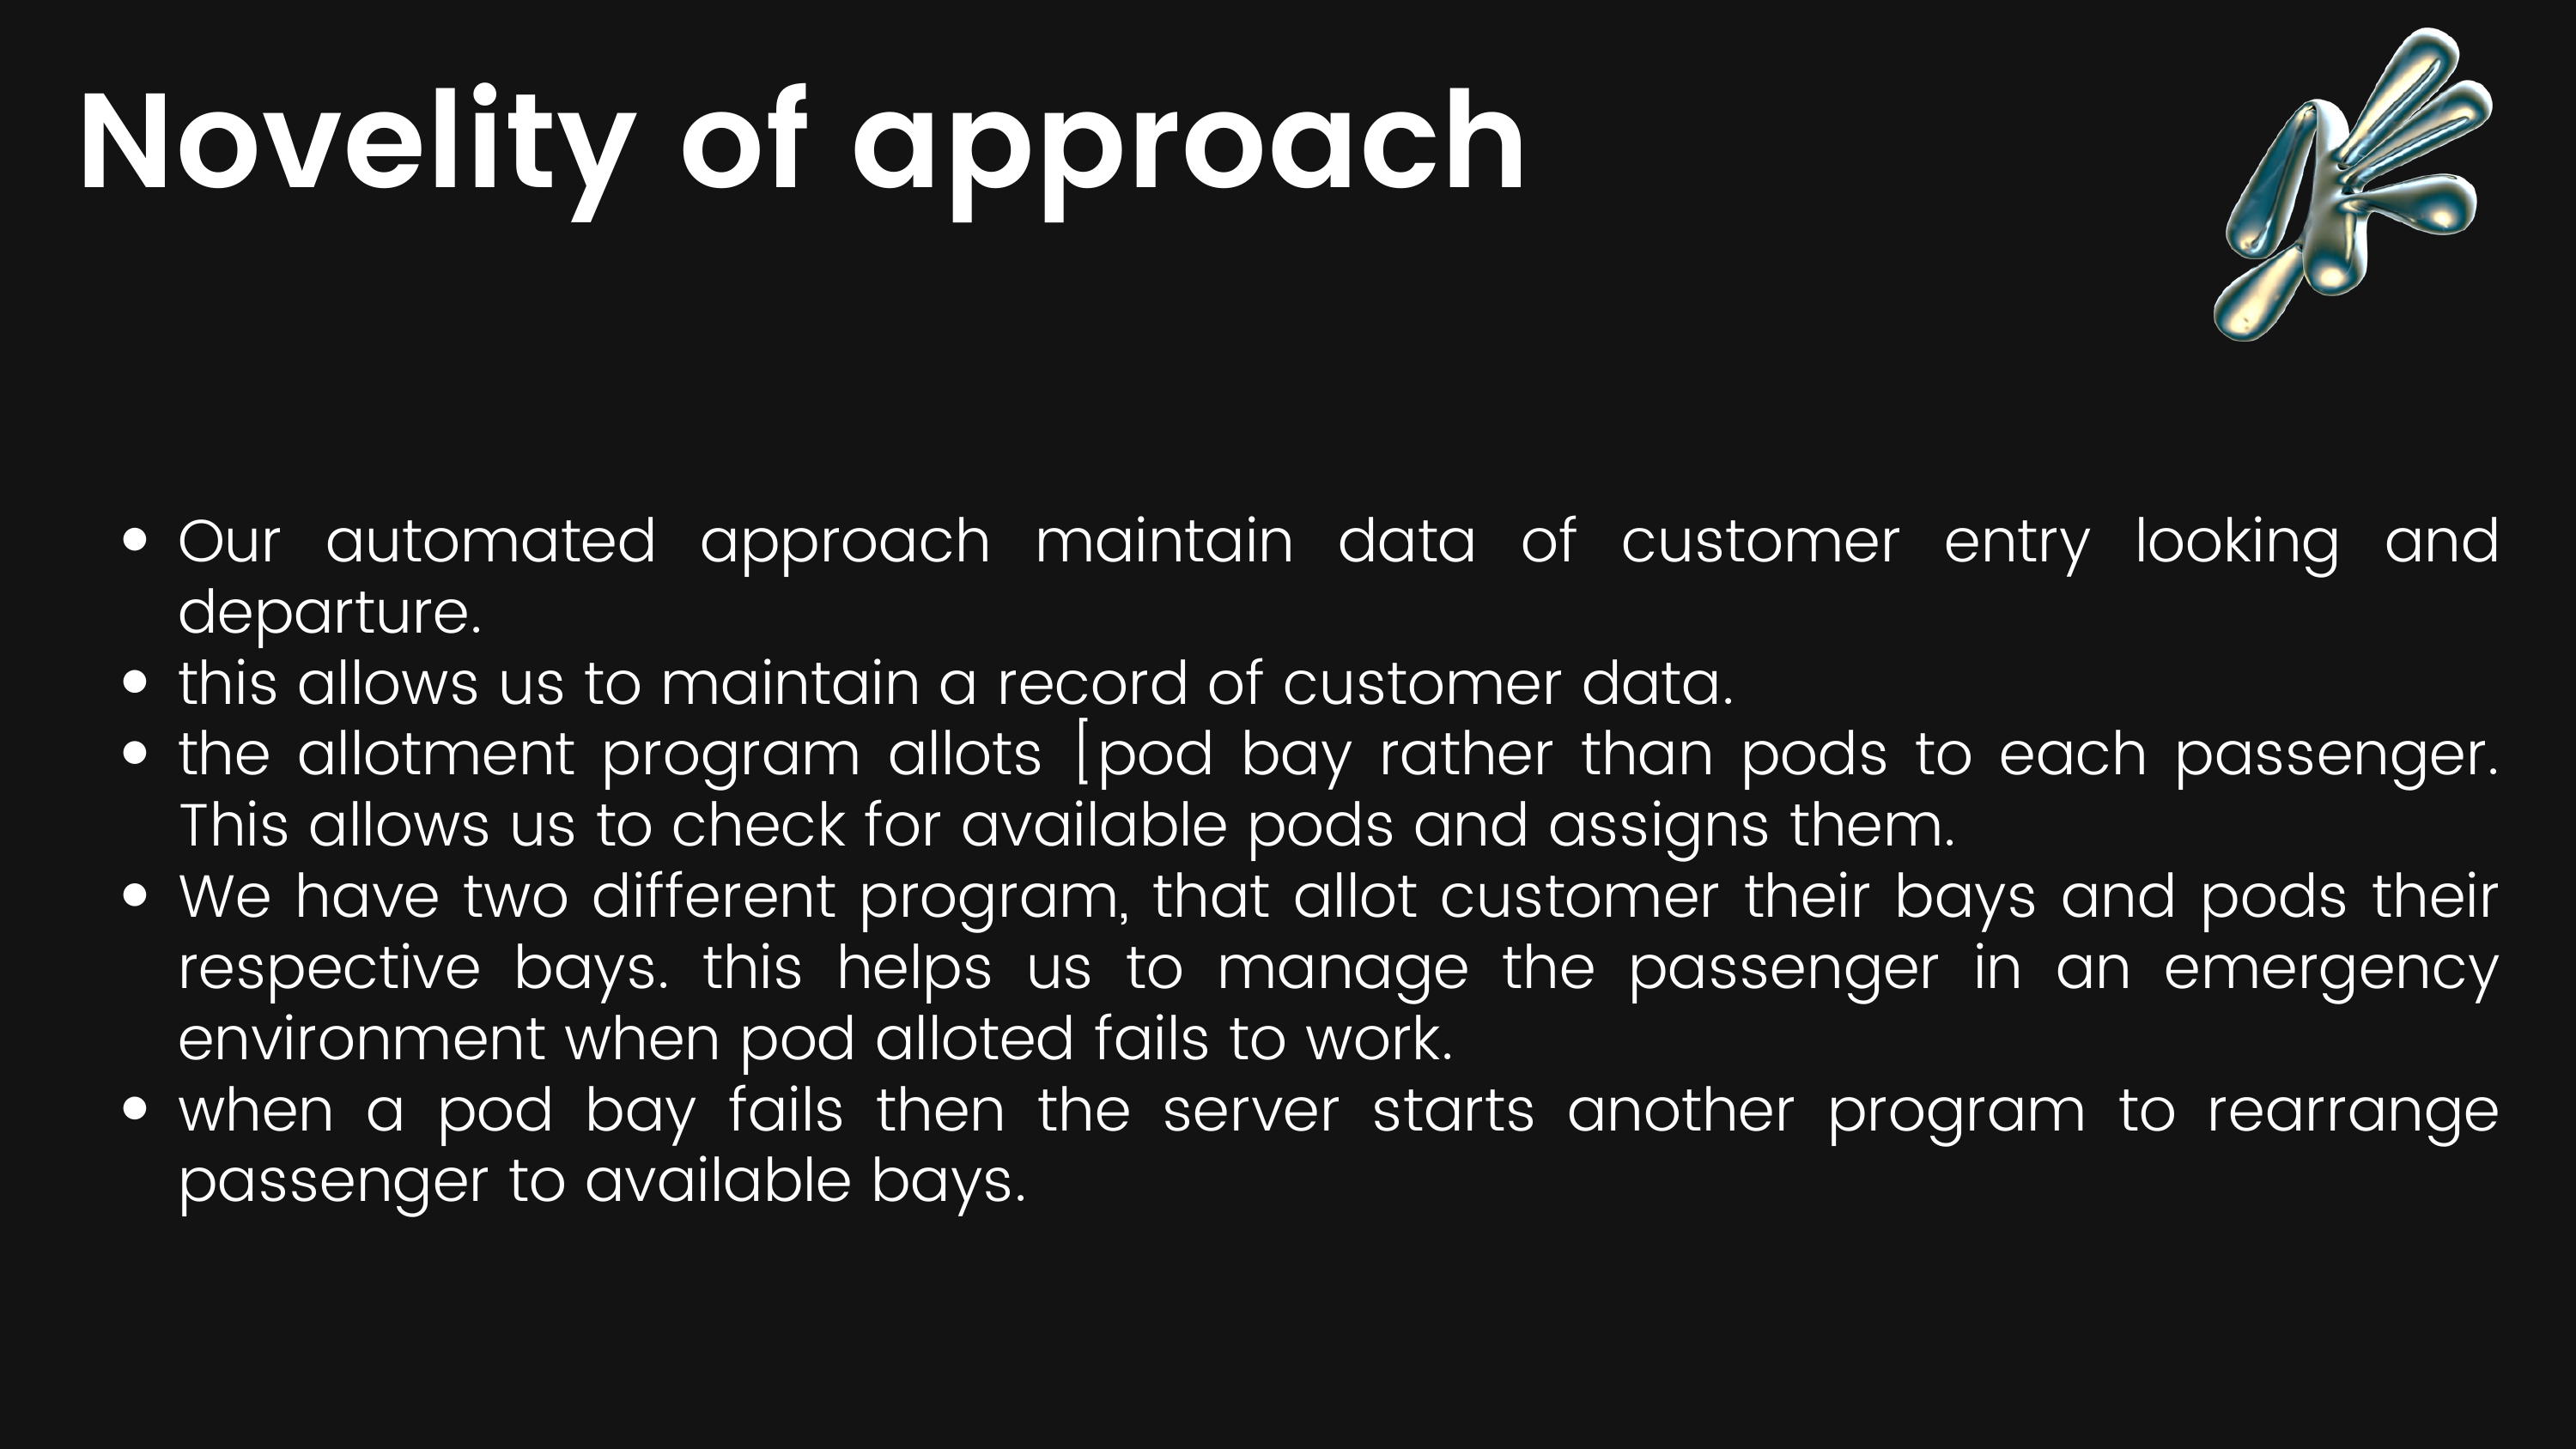 Novelity of approach
• Our automated approach maintain data of customer entry looking and
departure.
• this allows us to maintain a record of customer data.
• the allotment program allots [pod bay rather than pods to each passenger.
This allows us to check for available pods and assigns them.
• We have two different program, that allot customer their bays and pods their
respective bays. this helps us to manage the passenger in an emergency
environment when pod alloted fails to work.
• when a pod bay fails then the server starts another program to rearrange
passenger to available bays.